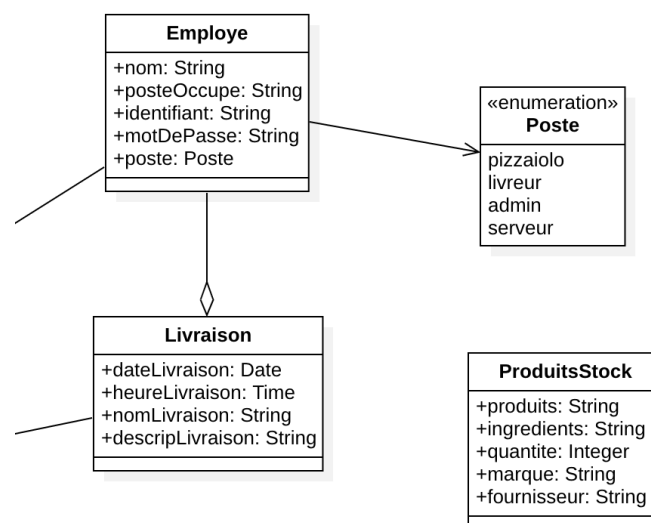 Employe
+nom: String
+posteOccupe: String
+identifiant: String
+motDePasse: String
+poste: Poste
«enumeration»
Poste
pizzaiolo
livreur
admin
serveur
Livraison
+dateLivraison: Date
+heureLivraison: Time
+nomLivraison: String
+descripLivraison: String
ProduitsStock
+produits: String
+ingredients: String
+quantite: Integer
+marque: String
+fournisseur: String